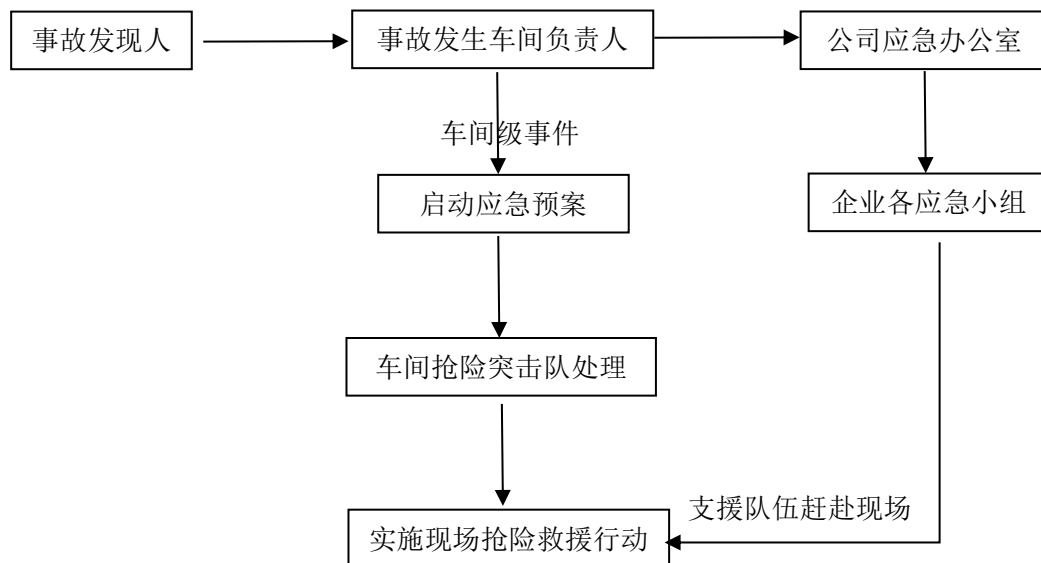 事故发现人
事故发生车间负责人
公司应急办公室
车间级事件
启动应急预案
企业各应急小组
车间抢险突击队处理
支援队伍赶赴现场
实施现场抢险救援行动